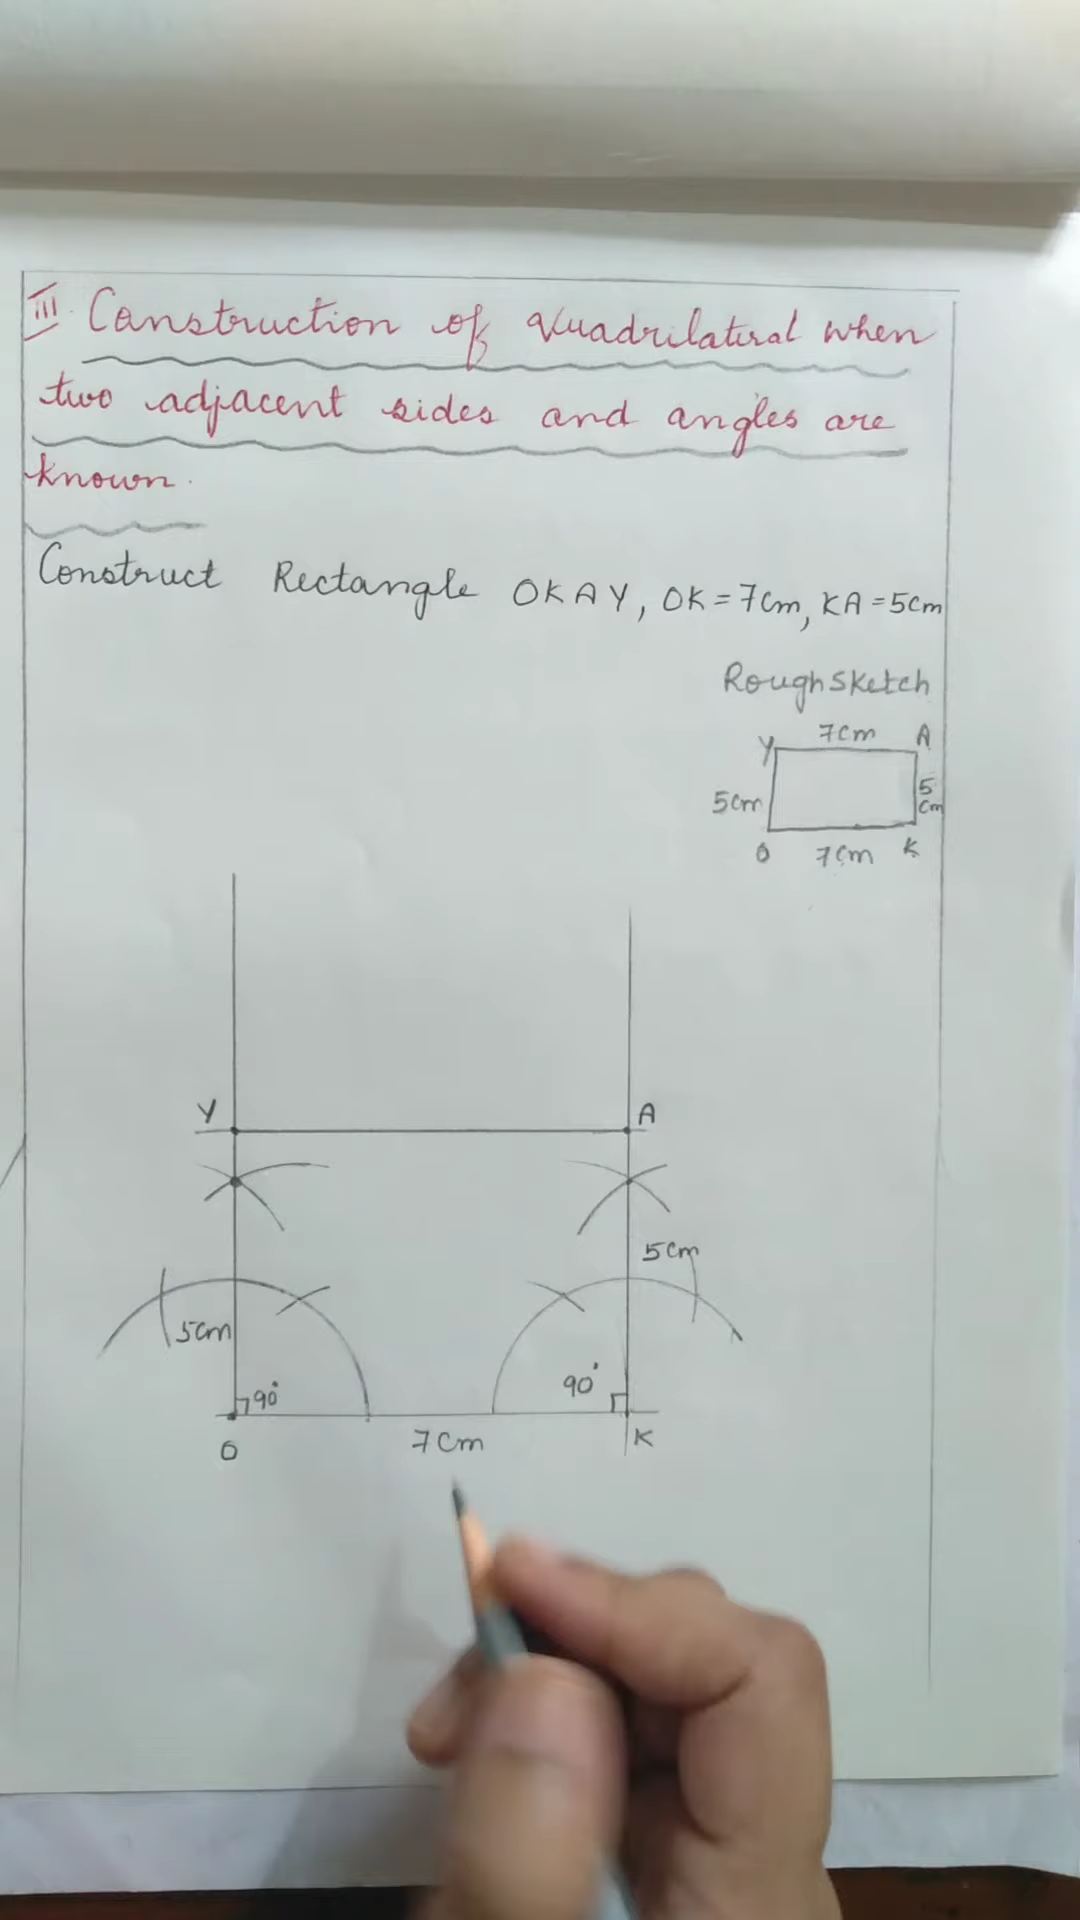 III. Construction of Quadrilateral when
two adjacent sides and angles are
known.
Construct Rectangle OKAY, OK=7cm, KA=5cm
Rough Sketch
7cm
Y A
5cm 5
cm
O 7cm K
Y A
5cm
5cm
90° 90°
O 7cm K